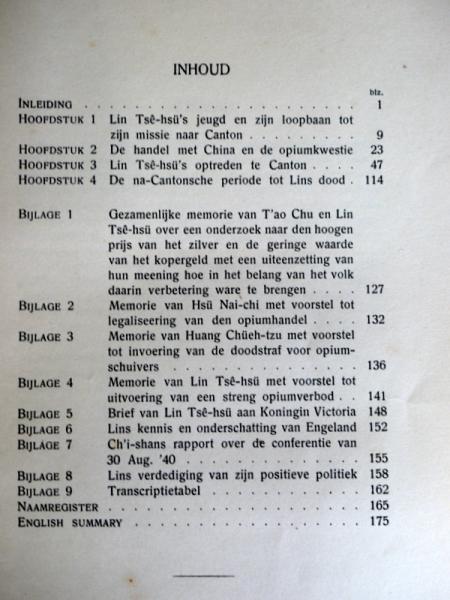 INHOUD
blz.
INLEIDING . . . . . . . . . . . . . . . . . . . . 1
HOOFDSTUK 1 Lin Tsê-hsü's jeugd en zijn loopbaan tot
zijn missie naar Canton . . . . . . . . 9
HOOFDSTUK 2 De handel met China en de opiumkwestie 23
HOOFDSTUK 3 Lin Tsê-hsü's optreden te Canton . . . . 47
HOOFDSTUK 4 De na-Cantonsche periode tot Lins dood . 114
BIJLAGE 1 Gezamenlijke memorie van T'ao Chu en Lin
Tsê-hsü over een onderzoek naar den hoogen
prijs van het zilver en de geringe waarde
van het kopergeld met een uiteenzetting van
hun meening hoe in het belang van het volk
daarin verbetering ware te brengen . . . . 127
BIJLAGE 2 Memorie van Hsü Nai-chi met voorstel tot
legaliseering van den opiumhandel . . . . 132
BIJLAGE 3 Memorie van Huang Chüeh-tzu met voorstel
tot invoering van de doodstraf voor opium-
schuivers . . . . . . . . . . . . . . 136
BIJLAGE 4 Memorie van Lin Tsê-hsü met voorstel tot
uitvoering van een streng opiumverbod . . 141
BIJLAGE 5 Brief van Lin Tsê-hsü aan Koningin Victoria 148
BIJLAGE 6 Lins kennis en onderschatting van Engeland 152
BIJLAGE 7 Ch'i-shans rapport over de conferentie van
30 Aug. '40 . . . . . . . . . . . . . 155
BIJLAGE 8 Lins verdediging van zijn positieve politiek 158
BIJLAGE 9 Transcriptietabel . . . . . . . . . . . 162
NAAMREGISTER . . . . . . . . . . . . . . . . . . 165
ENGLISH SUMMARY . . . . . . . . . . . . . . . . 175